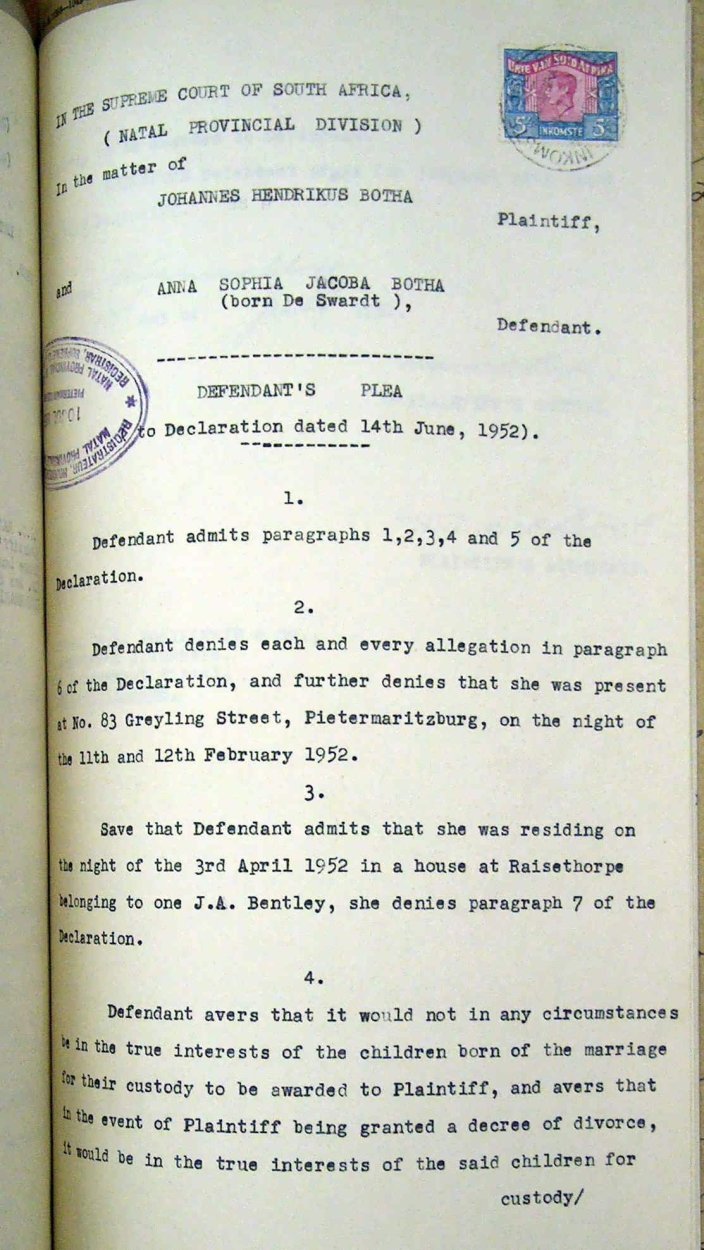 UNIE VAN SUID AFRIKA
5/- INKOMSTE 5/-
IN THE SUPREME COURT OF SOUTH AFRICA,
( NATAL PROVINCIAL DIVISION )
In the matter of
JOHANNES HENDRIKUS BOTHA
Plaintiff,
and
ANNA SOPHIA JACOBA BOTHA
(born De Swardt ),
Defendant.
DEFENDANT'S PLEA
to Declaration dated 14th June, 1952).
1.
Defendant admits paragraphs 1,2,3,4 and 5 of the
Declaration.
2.
Defendant denies each and every allegation in paragraph
6 of the Declaration, and further denies that she was present
at No. 83 Greyling Street, Pietermaritzburg, on the night of
the 11th and 12th February 1952.
3.
Save that Defendant admits that she was residing on
the night of the 3rd April 1952 in a house at Raisethorpe
belonging to one J.A. Bentley, she denies paragraph 7 of the
Declaration.
4.
Defendant avers that it would not in any circumstances
be in the true interests of the children born of the marriage
for their custody to be awarded to Plaintiff, and avers that
in the event of Plaintiff being granted a decree of divorce,
it would be in the true interests of the said children for
custody/